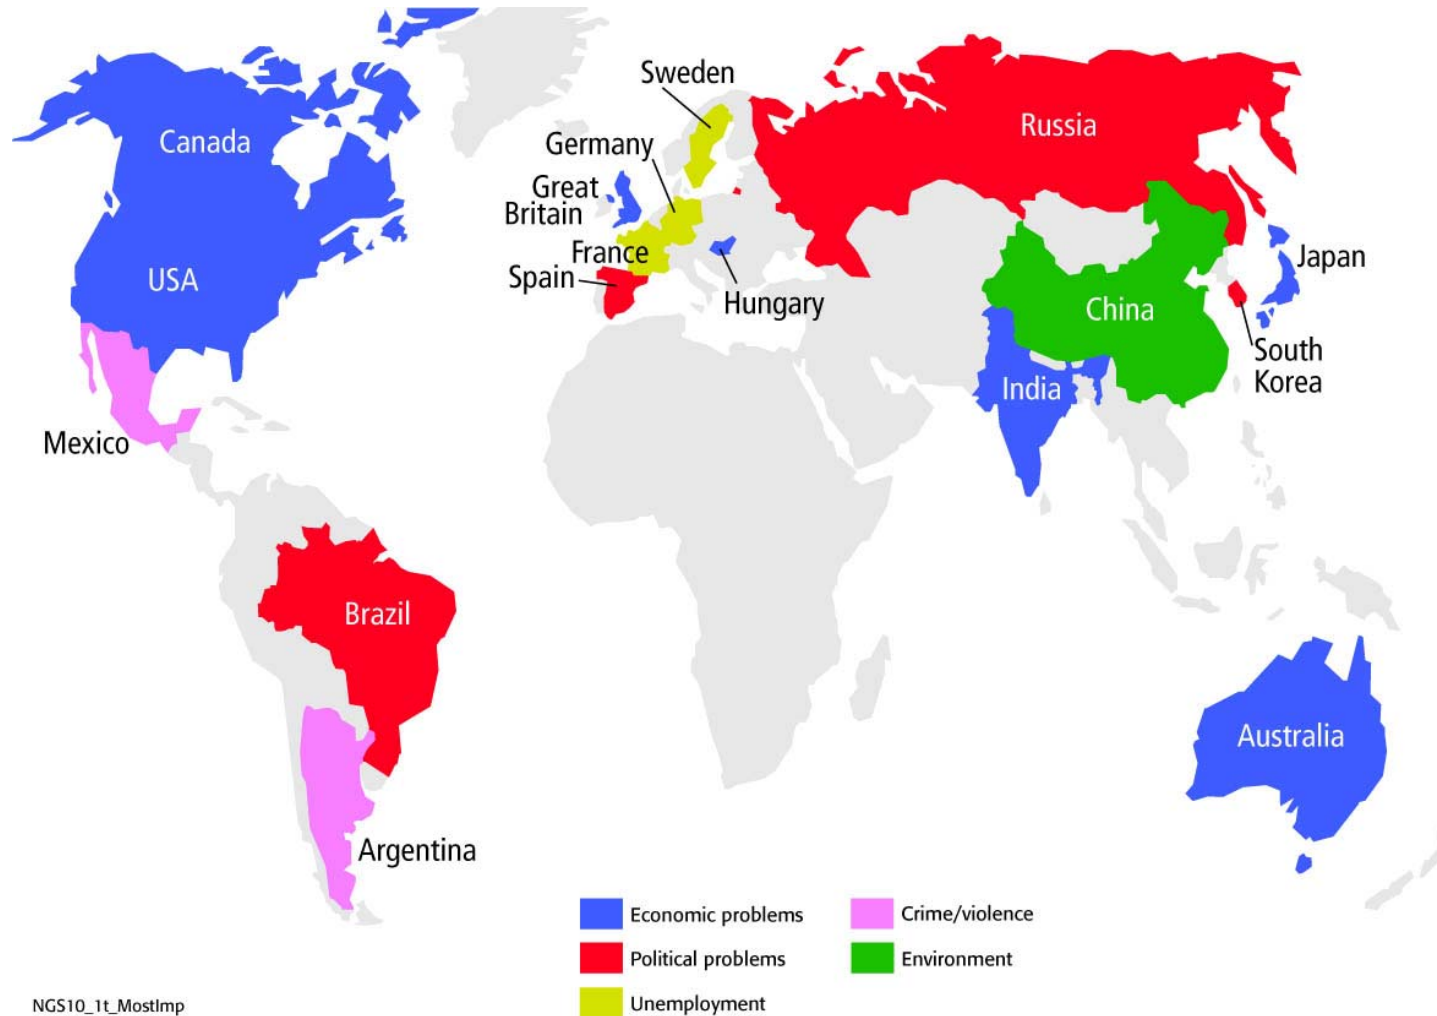 Sweden
Canada
Russia
Germany
Great
Britain
France
Spain
Hungary
USA
Japan
China
South
Korea
India
Mexico
Brazil
Australia
Argentina
Economic problems
Crime/violence
Political problems
Environment
Unemployment
NGS10_1t_MostImp